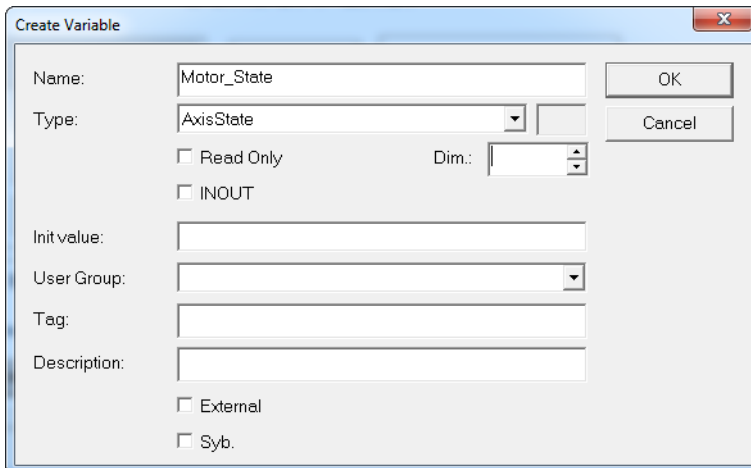 Create Variable
Name: Motor_State OK
Type: AxisState Cancel
Read Only Dim.:
INOUT
Init value:
User Group:
Tag:
Description:
External
Syb.